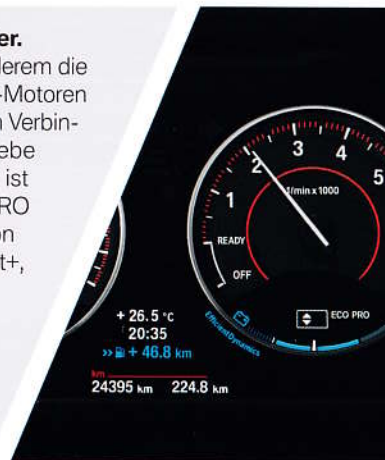 er.
derem die
-Motoren
n Verbin-
ebe
ist
RO
on
t+,
1 2 3 4 5
1/min x 1000
READY
OFF
+ 26.5 °C
20:35
>> + 46.8 km
EfficientDynamics
ECO PRO
km
24395 km 224.8 km